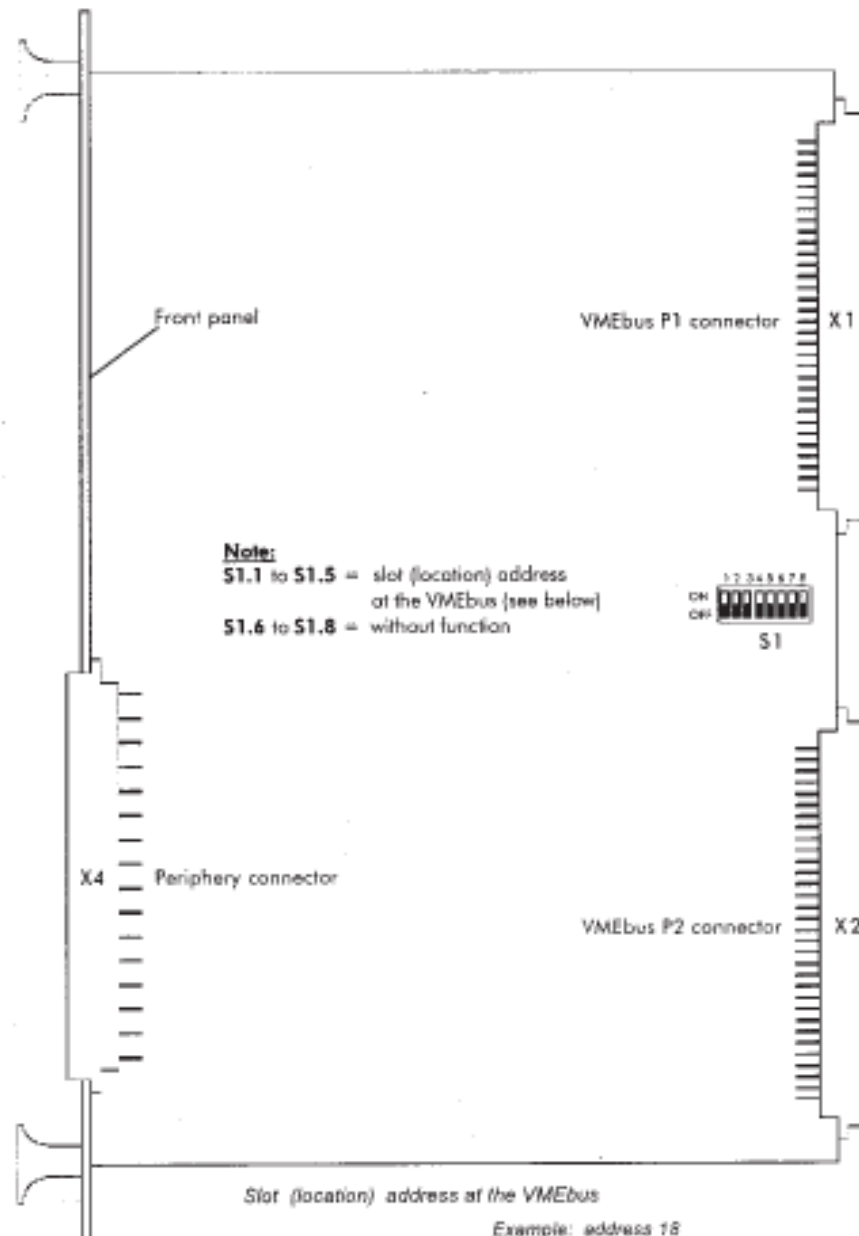 Front panel
VMEbus P1 connector
X1
Note:
S1.1 to S1.5 = slot (location) address
at the VMEbus (see below)
S1.6 to S1.8 = without function
1 2 3 4 5 6 7 8
ON
OFF
S1
X4
Periphery connector
VMEbus P2 connector
X2
Slot (location) address at the VMEbus
Example: address 18